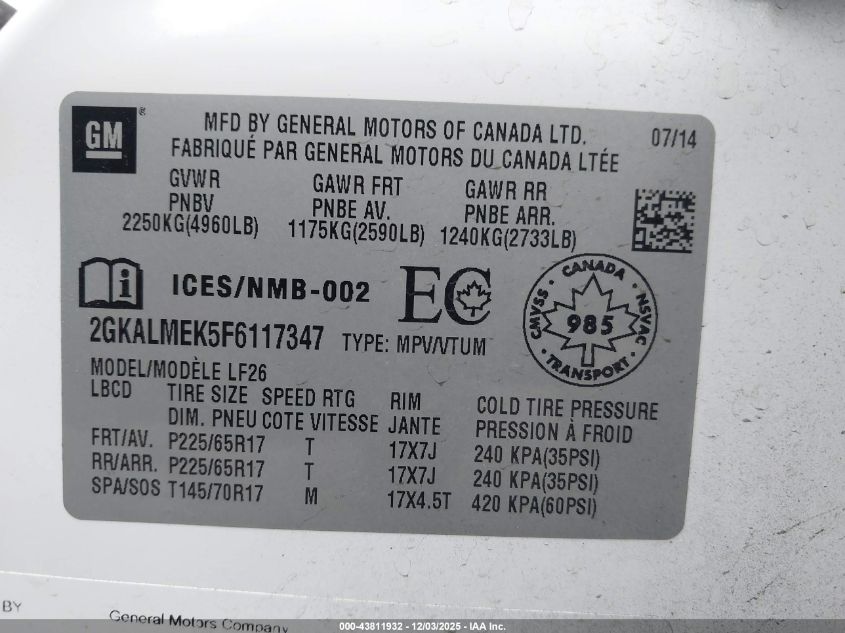 GM ®
MFD BY GENERAL MOTORS OF CANADA LTD. 07/14
FABRIQUÉ PAR GENERAL MOTORS DU CANADA LTÉE
GVWR GAWR FRT GAWR RR
PNBV PNBE AV. PNBE ARR.
2250KG(4960LB) 1175KG(2590LB) 1240KG(2733LB)
i ICES/NMB-002 EC
CANADA
CMVSS 985 NSVAC
TRANSPORT
2GKALMEK5F6117347 TYPE: MPV/VTUM
MODEL/MODÈLE LF26
LBCD TIRE SIZE SPEED RTG RIM COLD TIRE PRESSURE
DIM. PNEU COTE VITESSE JANTE PRESSION À FROID
FRT/AV. P225/65R17 T 17X7J 240 KPA(35PSI)
RR/ARR. P225/65R17 T 17X7J 240 KPA(35PSI)
SPA/SOS T145/70R17 M 17X4.5T 420 KPA(60PSI)
BY General Motors Company
000-43811932 - 12/03/2025 - IAA Inc.